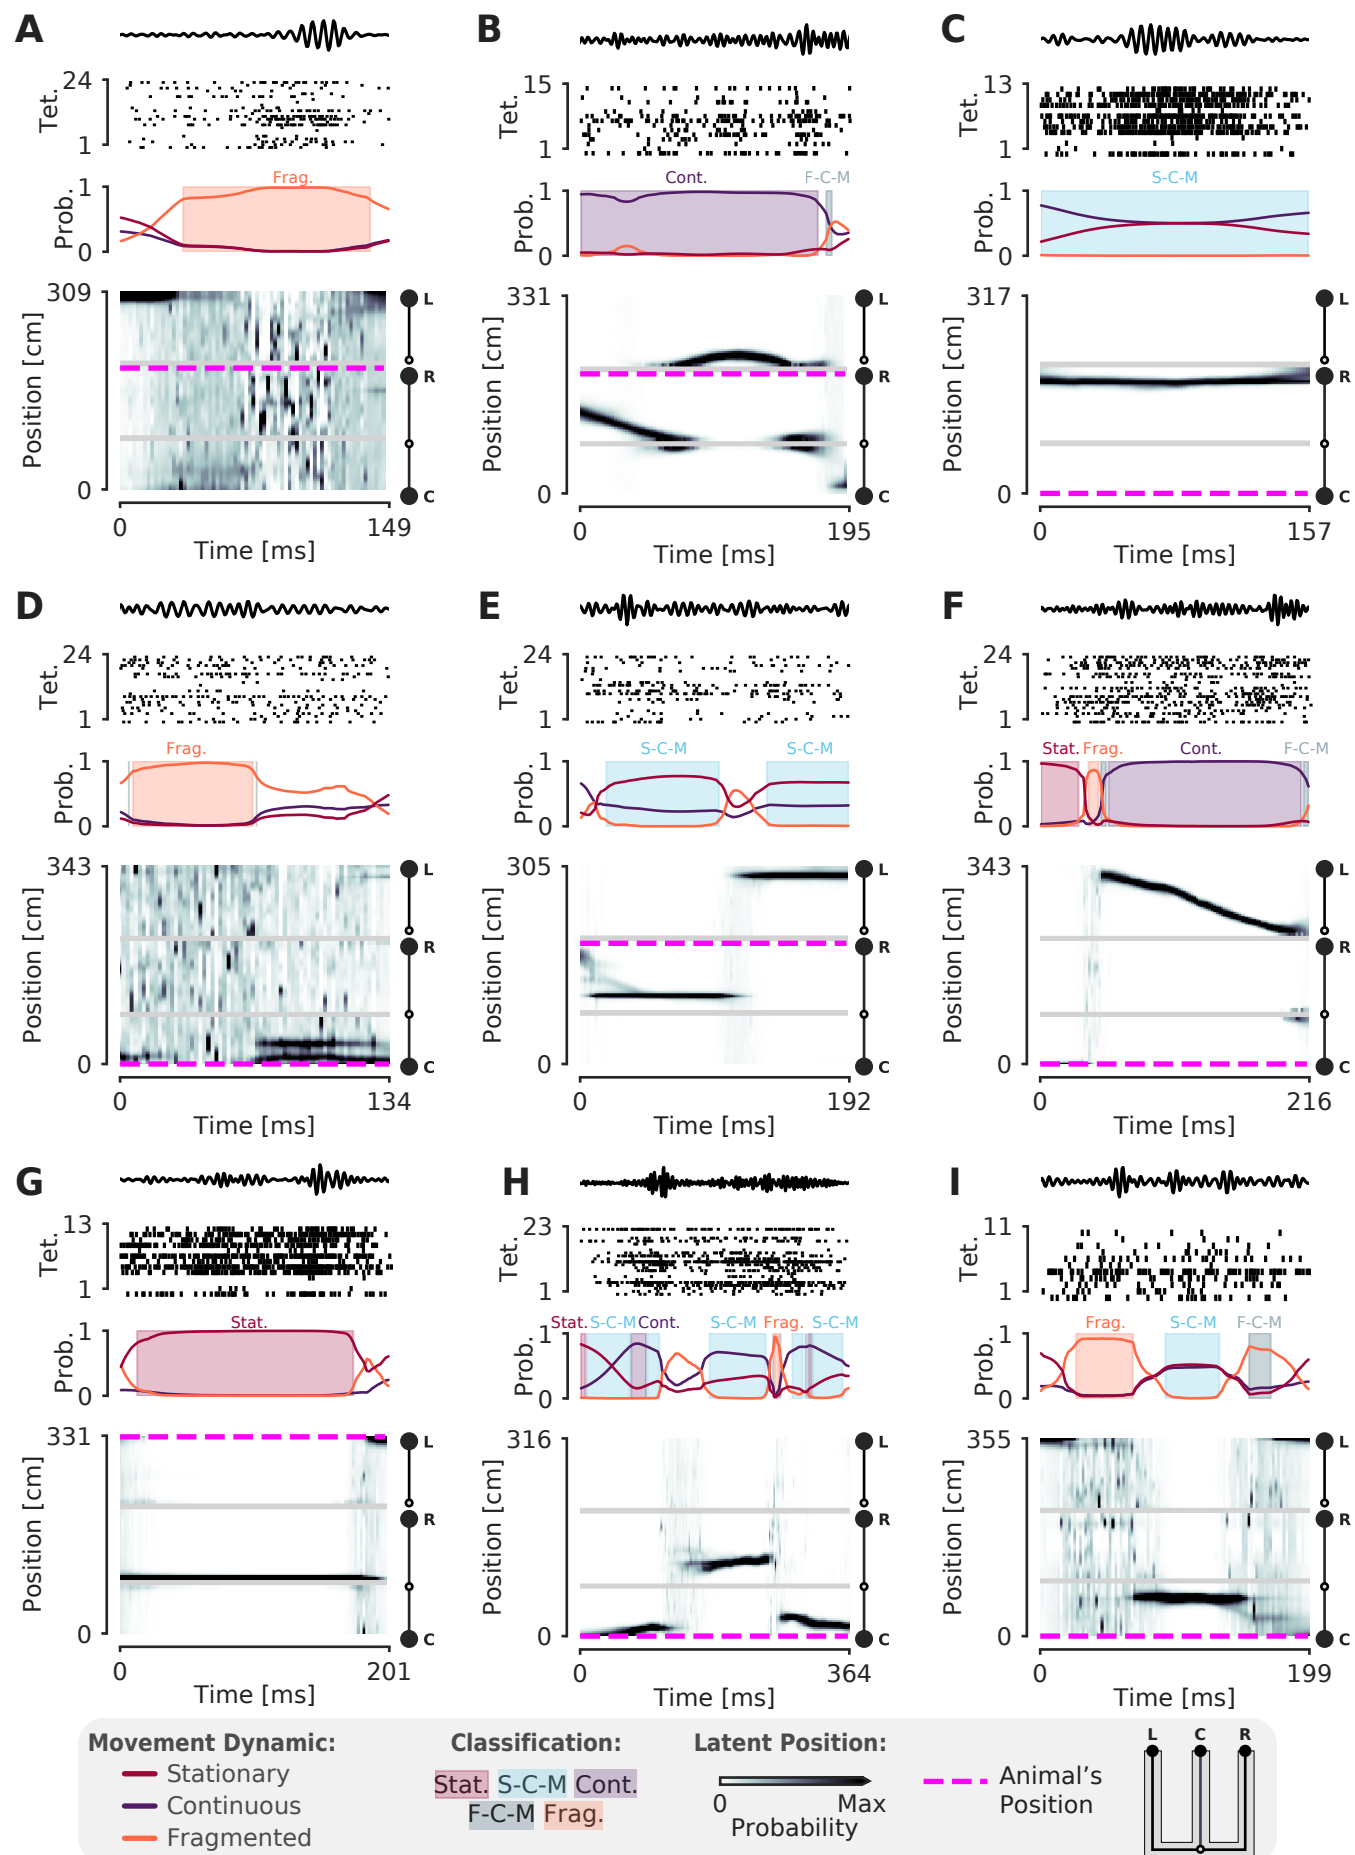 A
24
Tet.
1
Frag.
1
Prob.
0
309
Position [cm]
0
L
R
C
0
149
Time [ms]
B
15
Tet.
1
Cont.
F-C-M
1
Prob.
0
331
Position [cm]
0
L
R
C
0
195
Time [ms]
C
13
Tet.
1
S-C-M
1
Prob.
0
317
Position [cm]
0
L
R
C
0
157
Time [ms]
D
24
Tet.
1
Frag.
1
Prob.
0
343
Position [cm]
0
L
R
C
0
134
Time [ms]
E
24
Tet.
1
S-C-M
S-C-M
1
Prob.
0
305
Position [cm]
0
L
R
C
0
192
Time [ms]
F
24
Tet.
1
Stat.
Frag.
Cont.
F-C-M
1
Prob.
0
343
Position [cm]
0
L
R
C
0
216
Time [ms]
G
13
Tet.
1
Stat.
1
Prob.
0
331
Position [cm]
0
L
R
C
0
201
Time [ms]
H
23
Tet.
1
Stat.
S-C-M
Cont.
S-C-M
Frag.
S-C-M
1
Prob.
0
316
Position [cm]
0
L
R
C
0
364
Time [ms]
I
11
Tet.
1
Frag.
S-C-M
F-C-M
1
Prob.
0
355
Position [cm]
0
L
R
C
0
199
Time [ms]
Movement Dynamic:
Stationary
Continuous
Fragmented
Classification:
Stat. S-C-M Cont.
F-C-M Frag.
Latent Position:
0 Max
Probability
Animal's
Position
L C R